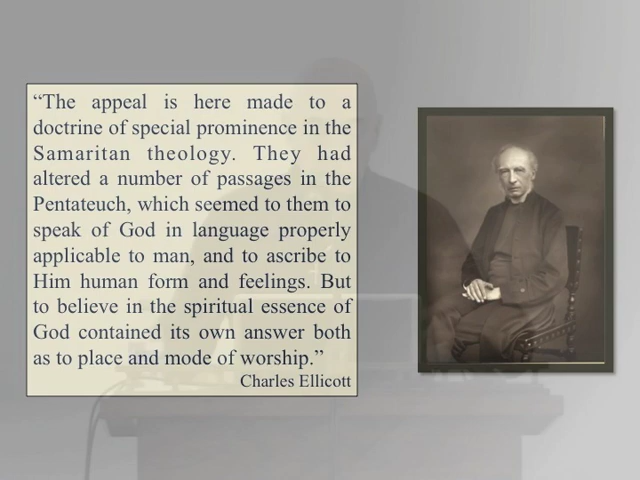 “The appeal is here made to a
doctrine of special prominence in the
Samaritan theology. They had
altered a number of passages in the
Pentateuch, which seemed to them to
speak of God in language properly
applicable to man, and to ascribe to
Him human form and feelings. But
to believe in the spiritual essence of
God contained its own answer both
as to place and mode of worship.”
Charles Ellicott